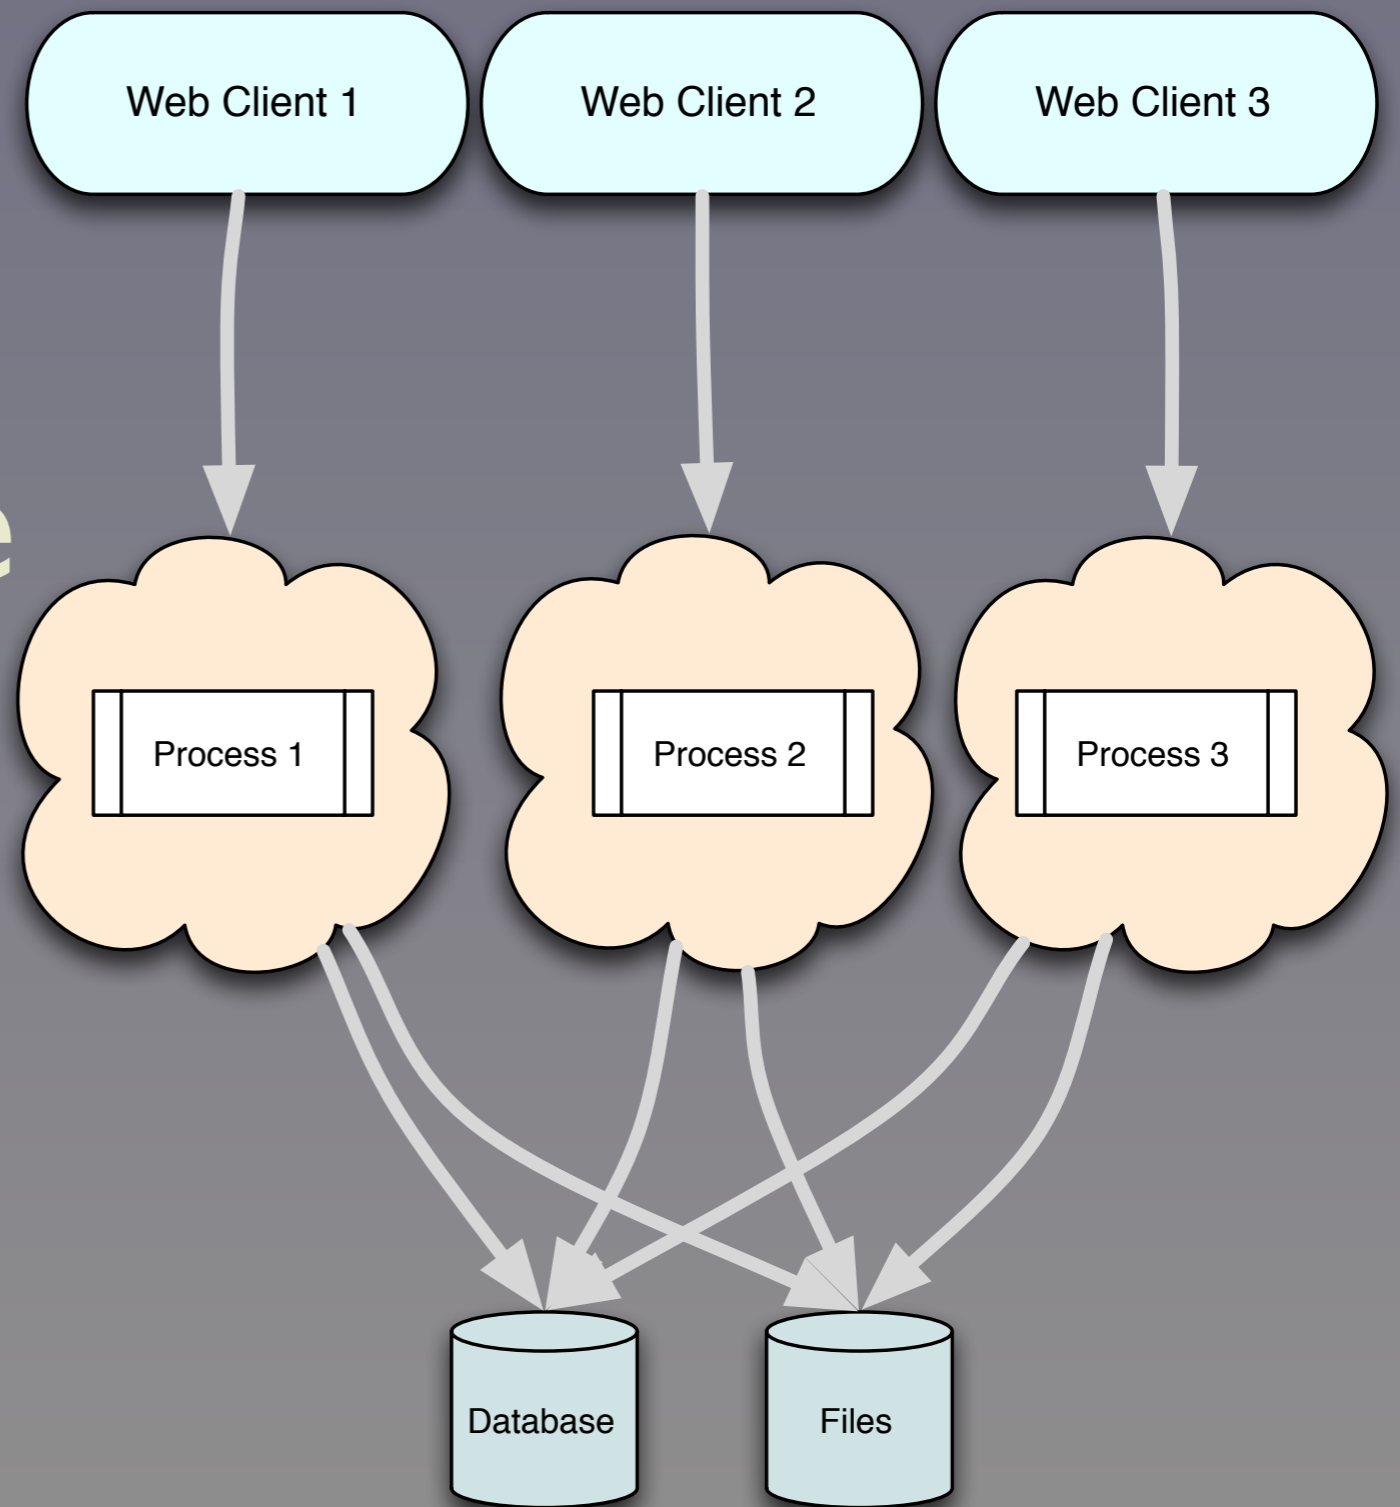 Web Client 1
Web Client 2
Web Client 3
e
Process 1
Process 2
Process 3
Database
Files